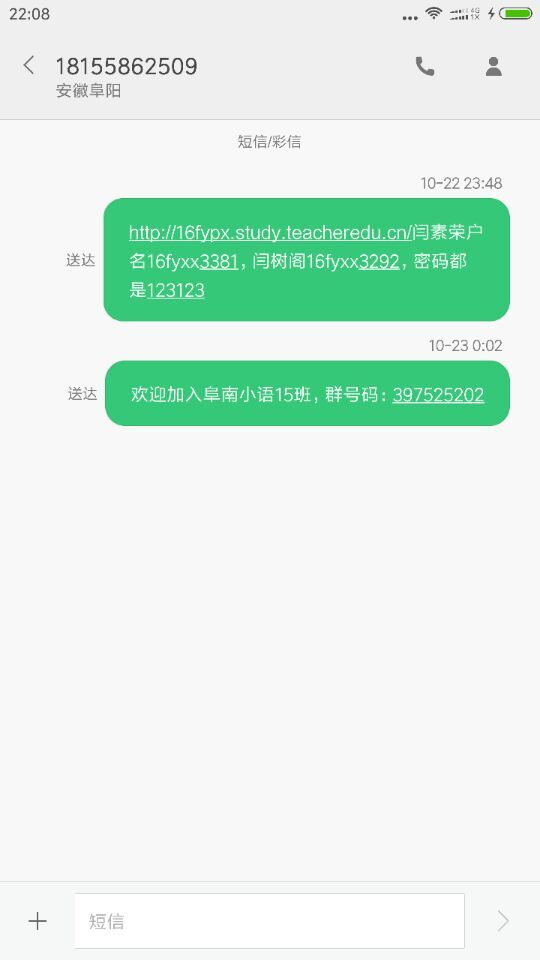 22:08
4G
1X
18155862509
安徽阜阳
短信/彩信
10-22 23:48
http://16fypx.study.teacheredu.cn/闫素荣户
送达
名16fyxx3381, 闫树阁16fyxx3292, 密码都
是123123
10-23 0:02
送达
欢迎加入阜南小语15班, 群号码: 397525202
短信